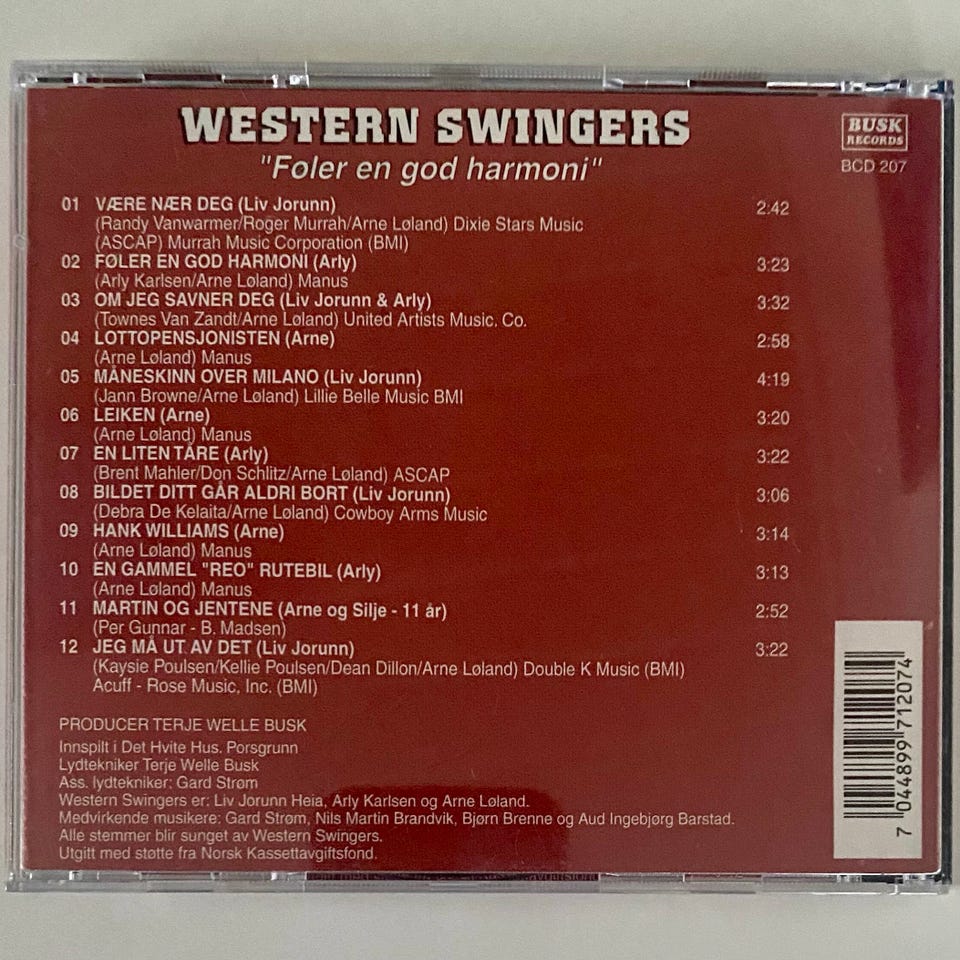 WESTERN SWINGERS
"Føler en god harmoni"
BUSK
RECORDS
BCD 207
01 VÆRE NÆR DEG (Liv Jorunn) 2:42
(Randy Vanwarmer/Roger Murrah/Arne Løland) Dixie Stars Music
(ASCAP) Murrah Music Corporation (BMI)
02 FØLER EN GOD HARMONI (Arly) 3:23
(Arly Karlsen/Arne Løland) Manus
03 OM JEG SAVNER DEG (Liv Jorunn & Arly) 3:32
(Townes Van Zandt/Arne Løland) United Artists Music. Co.
04 LOTTOPENSJONISTEN (Arne) 2:58
(Arne Løland) Manus
05 MÅNESKINN OVER MILANO (Liv Jorunn) 4:19
(Jann Browne/Arne Løland) Lillie Belle Music BMI
06 LEIKEN (Arne) 3:20
(Arne Løland) Manus
07 EN LITEN TÅRE (Arly) 3:22
(Brent Mahler/Don Schlitz/Arne Løland) ASCAP
08 BILDET DITT GÅR ALDRI BORT (Liv Jorunn) 3:06
(Debra De Kelaita/Arne Løland) Cowboy Arms Music
09 HANK WILLIAMS (Arne) 3:14
(Arne Løland) Manus
10 EN GAMMEL "REO" RUTEBIL (Arly) 3:13
(Arne Løland) Manus
11 MARTIN OG JENTENE (Arne og Silje - 11 år) 2:52
(Per Gunnar - B. Madsen)
12 JEG MÅ UT AV DET (Liv Jorunn) 3:22
(Kaysie Poulsen/Kellie Poulsen/Dean Dillon/Arne Løland) Double K Music (BMI)
Acuff - Rose Music, Inc. (BMI)
PRODUCER TERJE WELLE BUSK
Innspilt i Det Hvite Hus. Porsgrunn
Lydtekniker Terje Welle Busk
Ass. lydtekniker: Gard Strøm
Western Swingers er: Liv Jorunn Heia, Arly Karlsen og Arne Løland.
Medvirkende musikere: Gard Strøm, Nils Martin Brandvik, Bjørn Brenne og Aud Ingebjørg Barstad.
Alle stemmer blir sunget av Western Swingers.
Utgitt med støtte fra Norsk Kassettavgiftsfond.
7 044899 712074